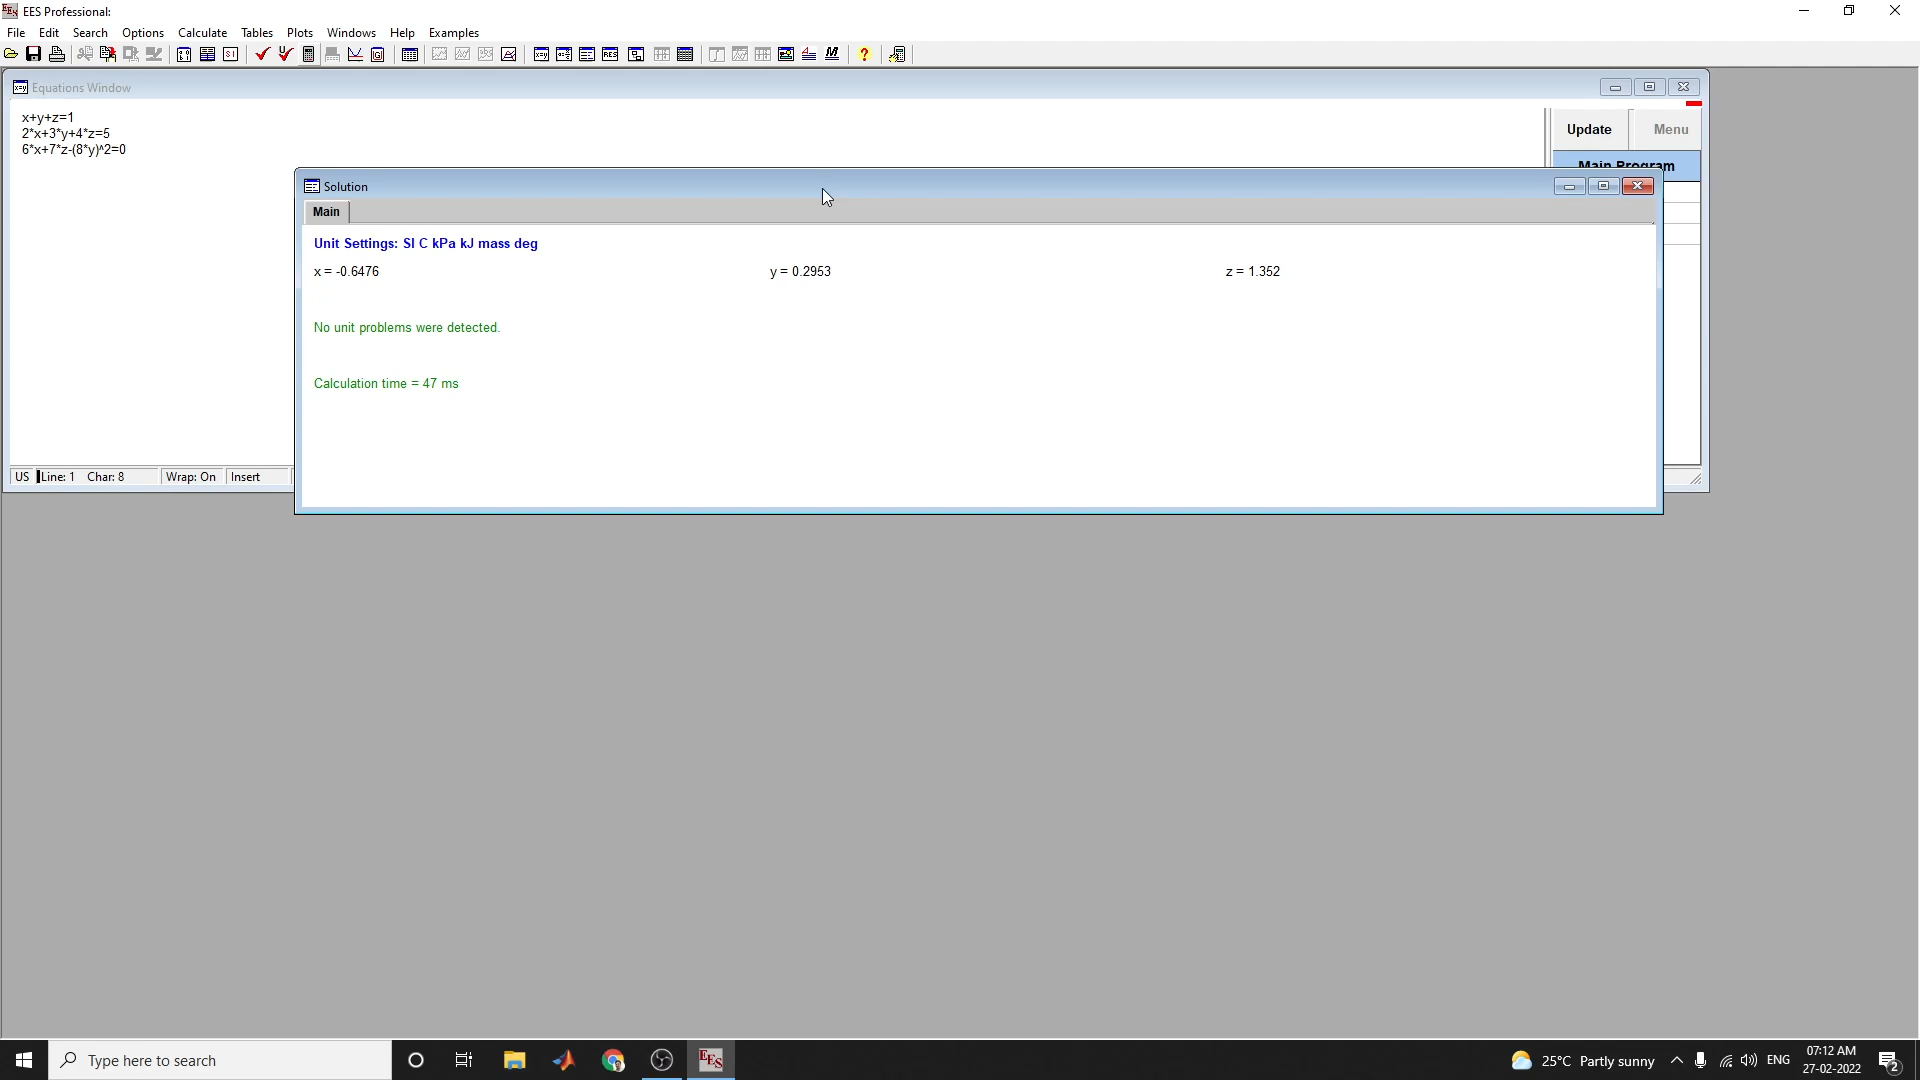 EES Professional:
File Edit Search Options Calculate Tables Plots Windows Help Examples
Equations Window
x+y+z=1
2*x+3*y+4*z=5
6*x+7*z-(8*y)^2=0
Update Menu
Main Program
Solution
Main
Unit Settings: SI C kPa kJ mass deg
x = -0.6476 y = 0.2953 z = 1.352
No unit problems were detected.
Calculation time = 47 ms
US Line: 1 Char: 8 Wrap: On Insert
Type here to search
EES
25°C Partly sunny
ENG
07:12 AM
27-02-2022
2